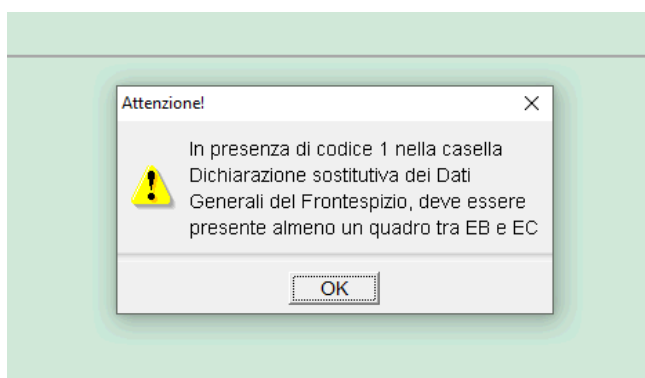 Attenzione!
In presenza di codice 1 nella casella
Dichiarazione sostitutiva dei Dati
Generali del Frontespizio, deve essere
presente almeno un quadro tra EB e EC
OK